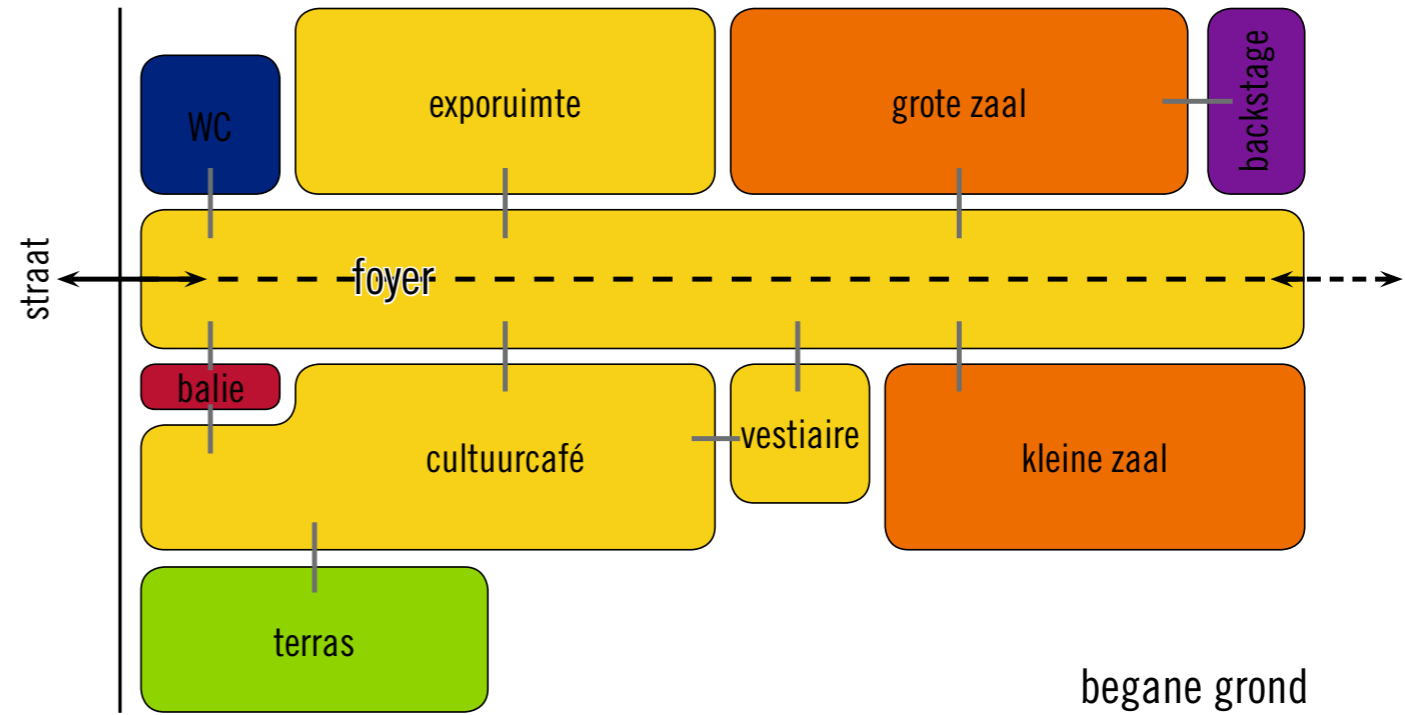 WC
exporuimte
grote zaal
backstage
straat
foyer
balie
cultuurcafé
vestiaire
kleine zaal
terras
begane grond